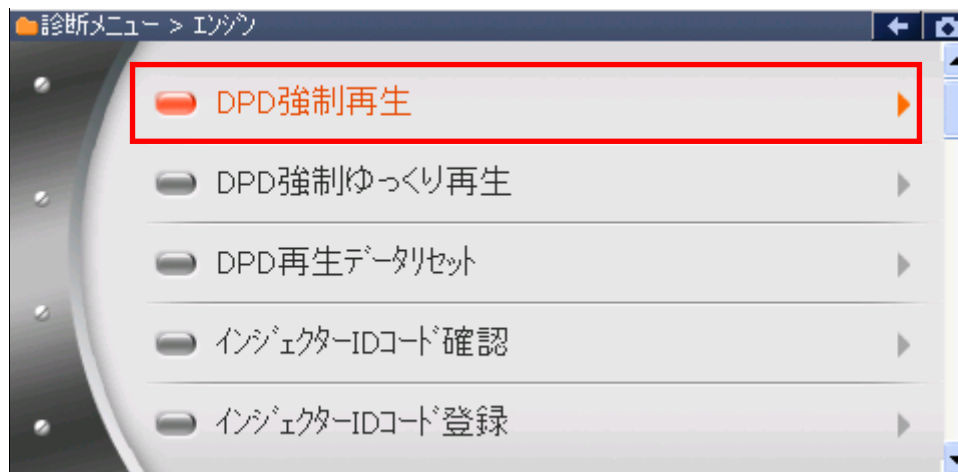 診断メニュー > エンジン
DPD強制再生
DPD強制ゆっくり再生
DPD再生データリセット
インジェクターIDコード確認
インジェクターIDコード登録